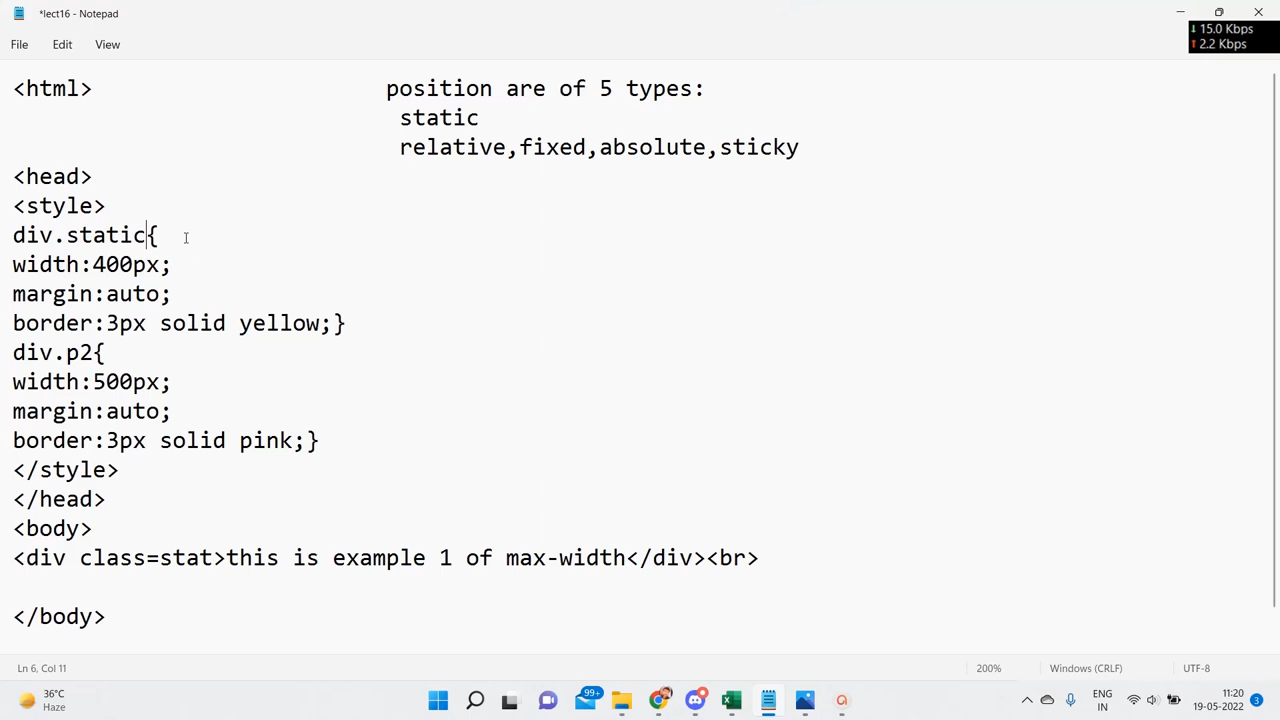 *lect16 - Notepad
15.0 Kbps
2.2 Kbps
File Edit View
<html> position are of 5 types:
static
relative,fixed,absolute,sticky
<head>
<style>
div.static{
width:400px;
margin:auto;
border:3px solid yellow;}
div.p2{
width:500px;
margin:auto;
border:3px solid pink;}
</style>
</head>
<body>
<div class=stat>this is example 1 of max-width</div><br>
</body>
Ln 6, Col 11 200% Windows (CRLF) UTF-8
36°C
Haze
99+
ENG
IN
11:20
19-05-2022
3